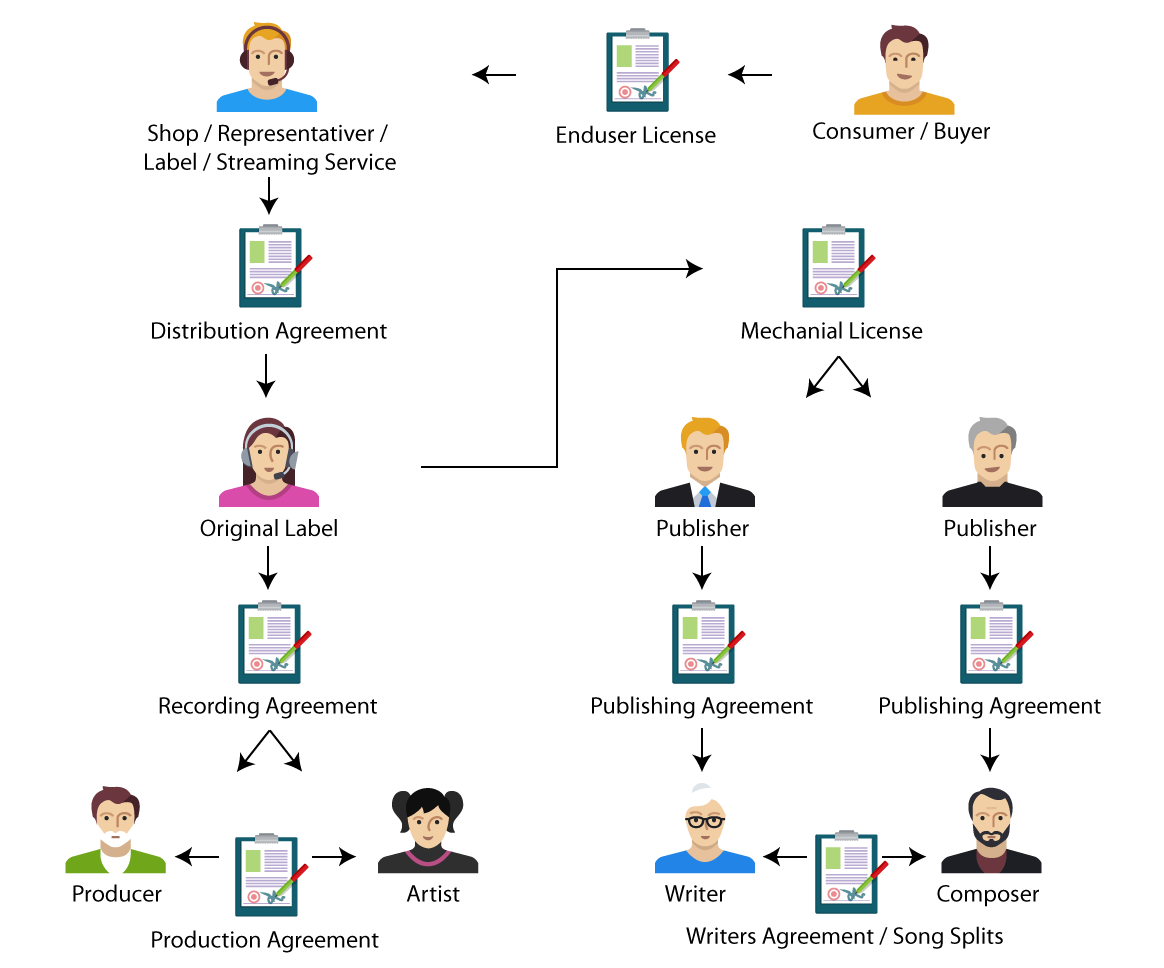 Shop / Representativer /
Label / Streaming Service
Enduser License
Consumer / Buyer
Distribution Agreement
Mechanial License
Original Label
Publisher
Publisher
Recording Agreement
Publishing Agreement
Publishing Agreement
Producer
Artist
Writer
Composer
Production Agreement
Writers Agreement / Song Splits